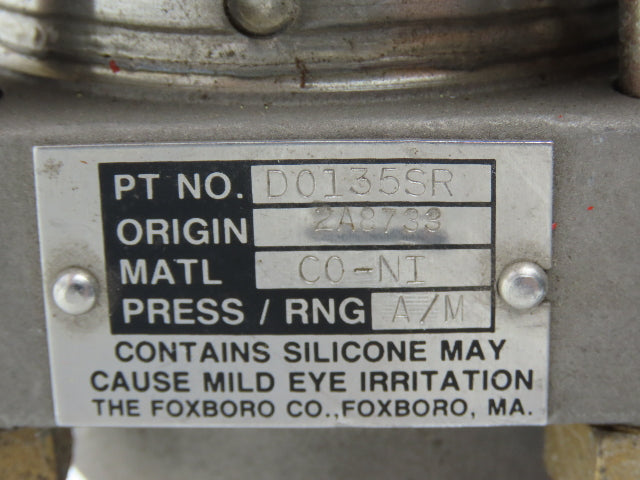 PT NO. D0135SR
ORIGIN 2A8733
MATL CO-NI
PRESS / RNG A/M
CONTAINS SILICONE MAY
CAUSE MILD EYE IRRITATION
THE FOXBORO CO., FOXBORO, MA.